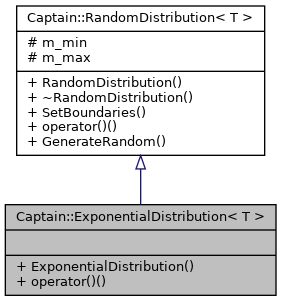 Captain::RandomDistribution< T >
# m_min
# m_max
+ RandomDistribution()
+ ~RandomDistribution()
+ SetBoundaries()
+ operator()()
+ GenerateRandom()
Captain::ExponentialDistribution< T >
+ ExponentialDistribution()
+ operator()()